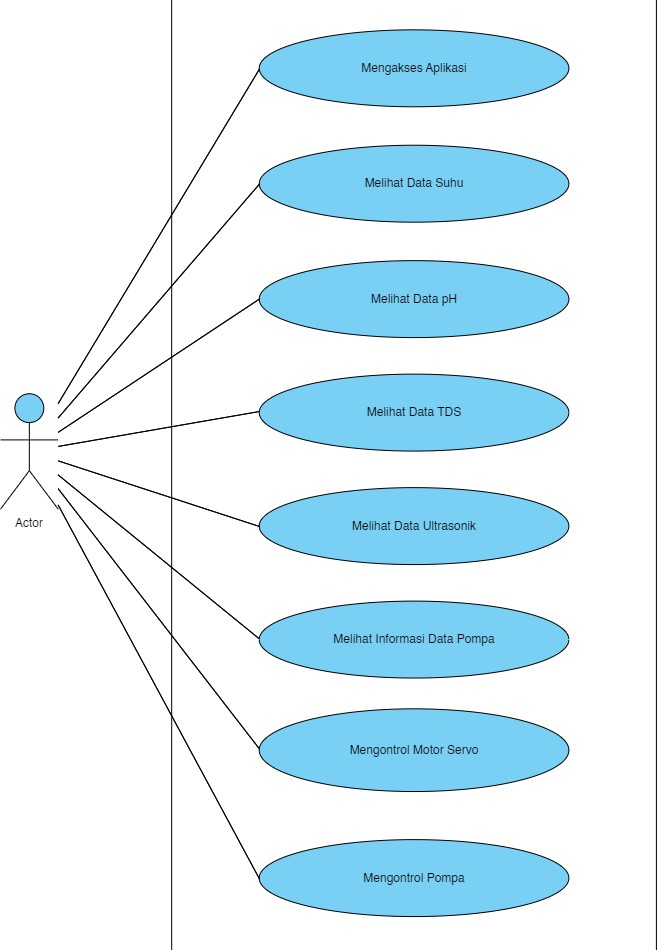 Mengakses Aplikasi
Melihat Data Suhu
Melihat Data pH
Melihat Data TDS
Actor
Melihat Data Ultrasonik
Melihat Informasi Data Pompa
Mengontrol Motor Servo
Mengontrol Pompa